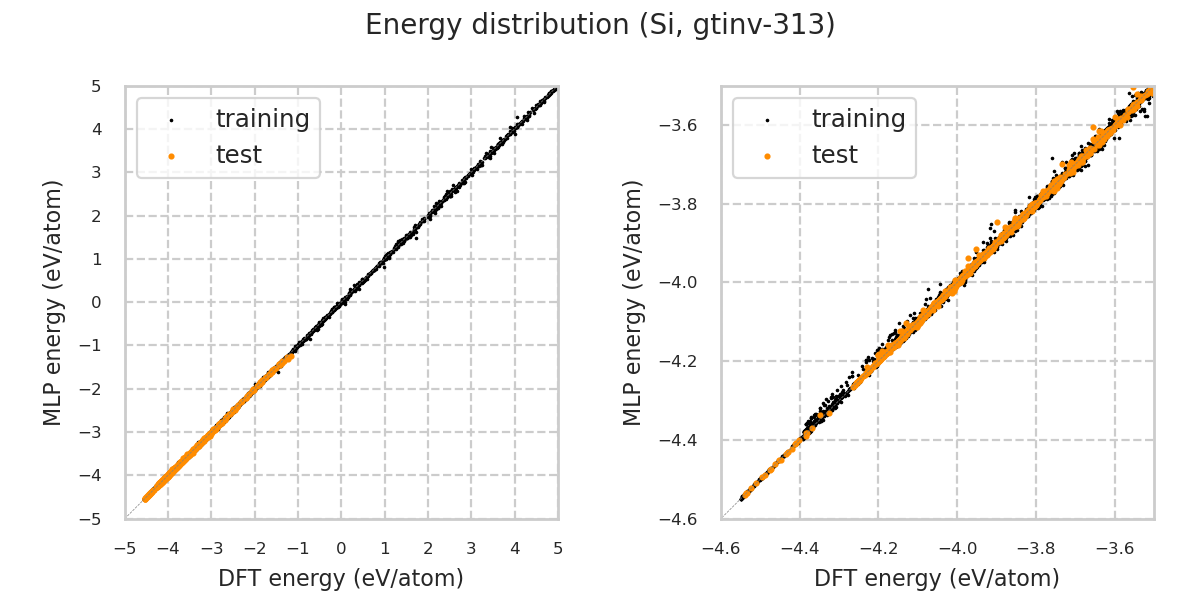 Energy distribution (Si, gtinv-313)
MLP energy (eV/atom)
5
4
3
2
1
0
−1
−2
−3
−4
−5
training
test
−5 −4 −3 −2 −1 0 1 2 3 4 5
DFT energy (eV/atom)
MLP energy (eV/atom)
−3.6
−3.8
−4.0
−4.2
−4.4
−4.6
training
test
−4.6 −4.4 −4.2 −4.0 −3.8 −3.6
DFT energy (eV/atom)